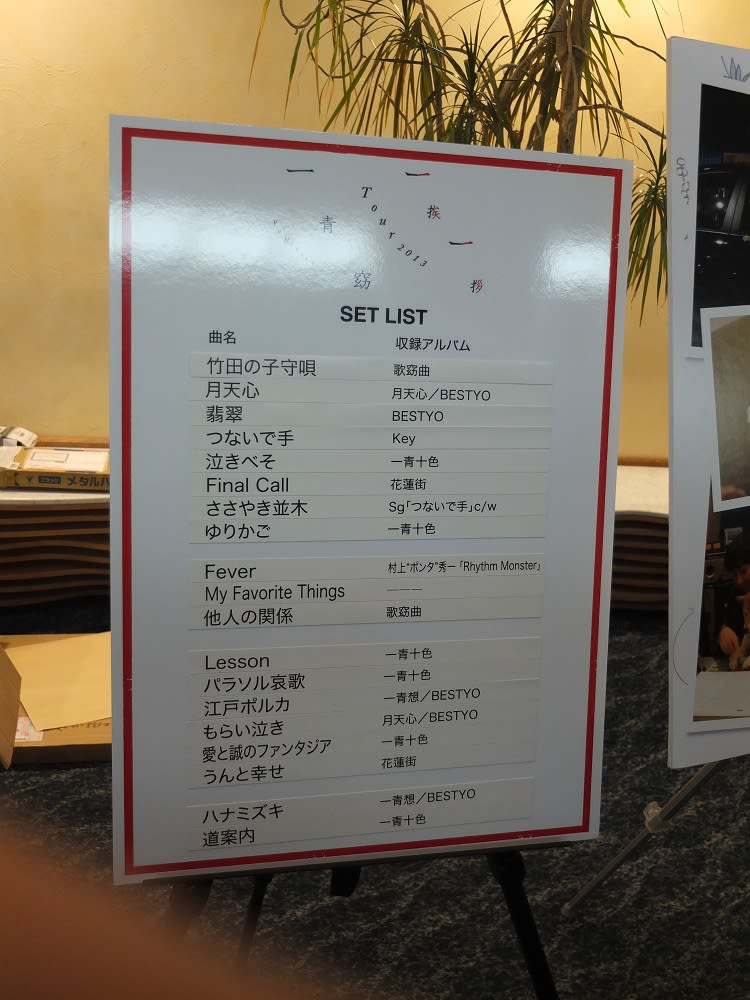 一青窈
Tour 2013
一挨一拶
SET LIST
曲名 収録アルバム
竹田の子守唄 歌窈曲
月天心 月天心／BESTYO
翡翠 BESTYO
つないで手 Key
泣きべそ 一青十色
Final Call 花蓮街
ささやき並木 Sg「つないで手」c/w
ゆりかご 一青十色
Fever 村上“ポンタ”秀一「Rhythm Monster」
My Favorite Things ———
他人の関係 歌窈曲
Lesson 一青十色
パラソル哀歌 一青十色
江戸ポルカ 一青想／BESTYO
もらい泣き 月天心／BESTYO
愛と誠のファンタジア 一青十色
うんと幸せ 花蓮街
ハナミズキ 一青想／BESTYO
道案内 一青十色